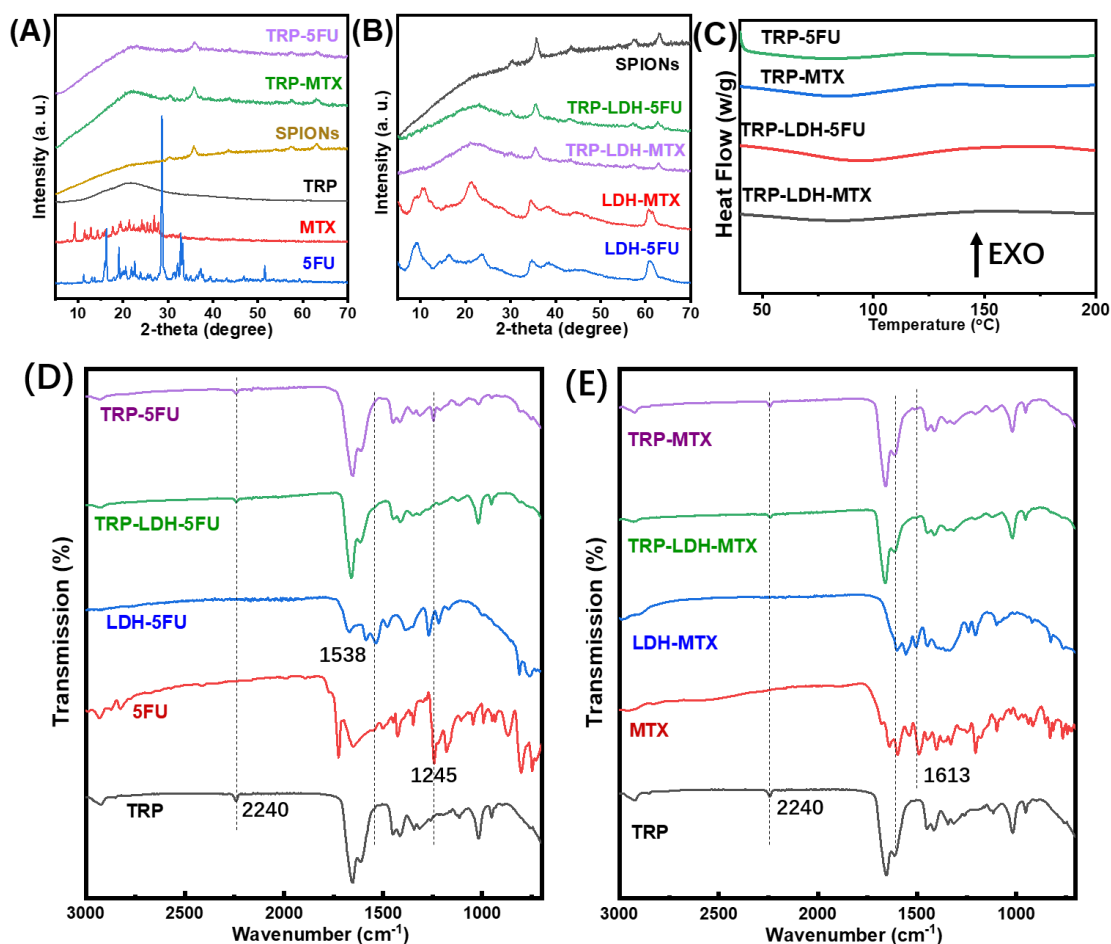 (A)
TRP-5FU
TRP-MTX
SPIONs
TRP
MTX
5FU
Intensity (a. u.)
10 20 30 40 50 60 70
2-theta (degree)
(B)
SPIONs
TRP-LDH-5FU
TRP-LDH-MTX
LDH-MTX
LDH-5FU
Intensity (a. u.)
10 20 30 40 50 60 70
2-theta (degree)
(C)
TRP-5FU
TRP-MTX
TRP-LDH-5FU
TRP-LDH-MTX
EXO
Heat Flow (w/g)
50 100 150 200
Temperature (°C)
(D)
TRP-5FU
TRP-LDH-5FU
LDH-5FU
1538
5FU
1245
TRP
2240
Transmission (%)
3000 2500 2000 1500 1000
Wavenumber (cm⁻¹)
(E)
TRP-MTX
TRP-LDH-MTX
LDH-MTX
MTX
1613
2240
TRP
Transmission (%)
3000 2500 2000 1500 1000
Wavenumber (cm⁻¹)